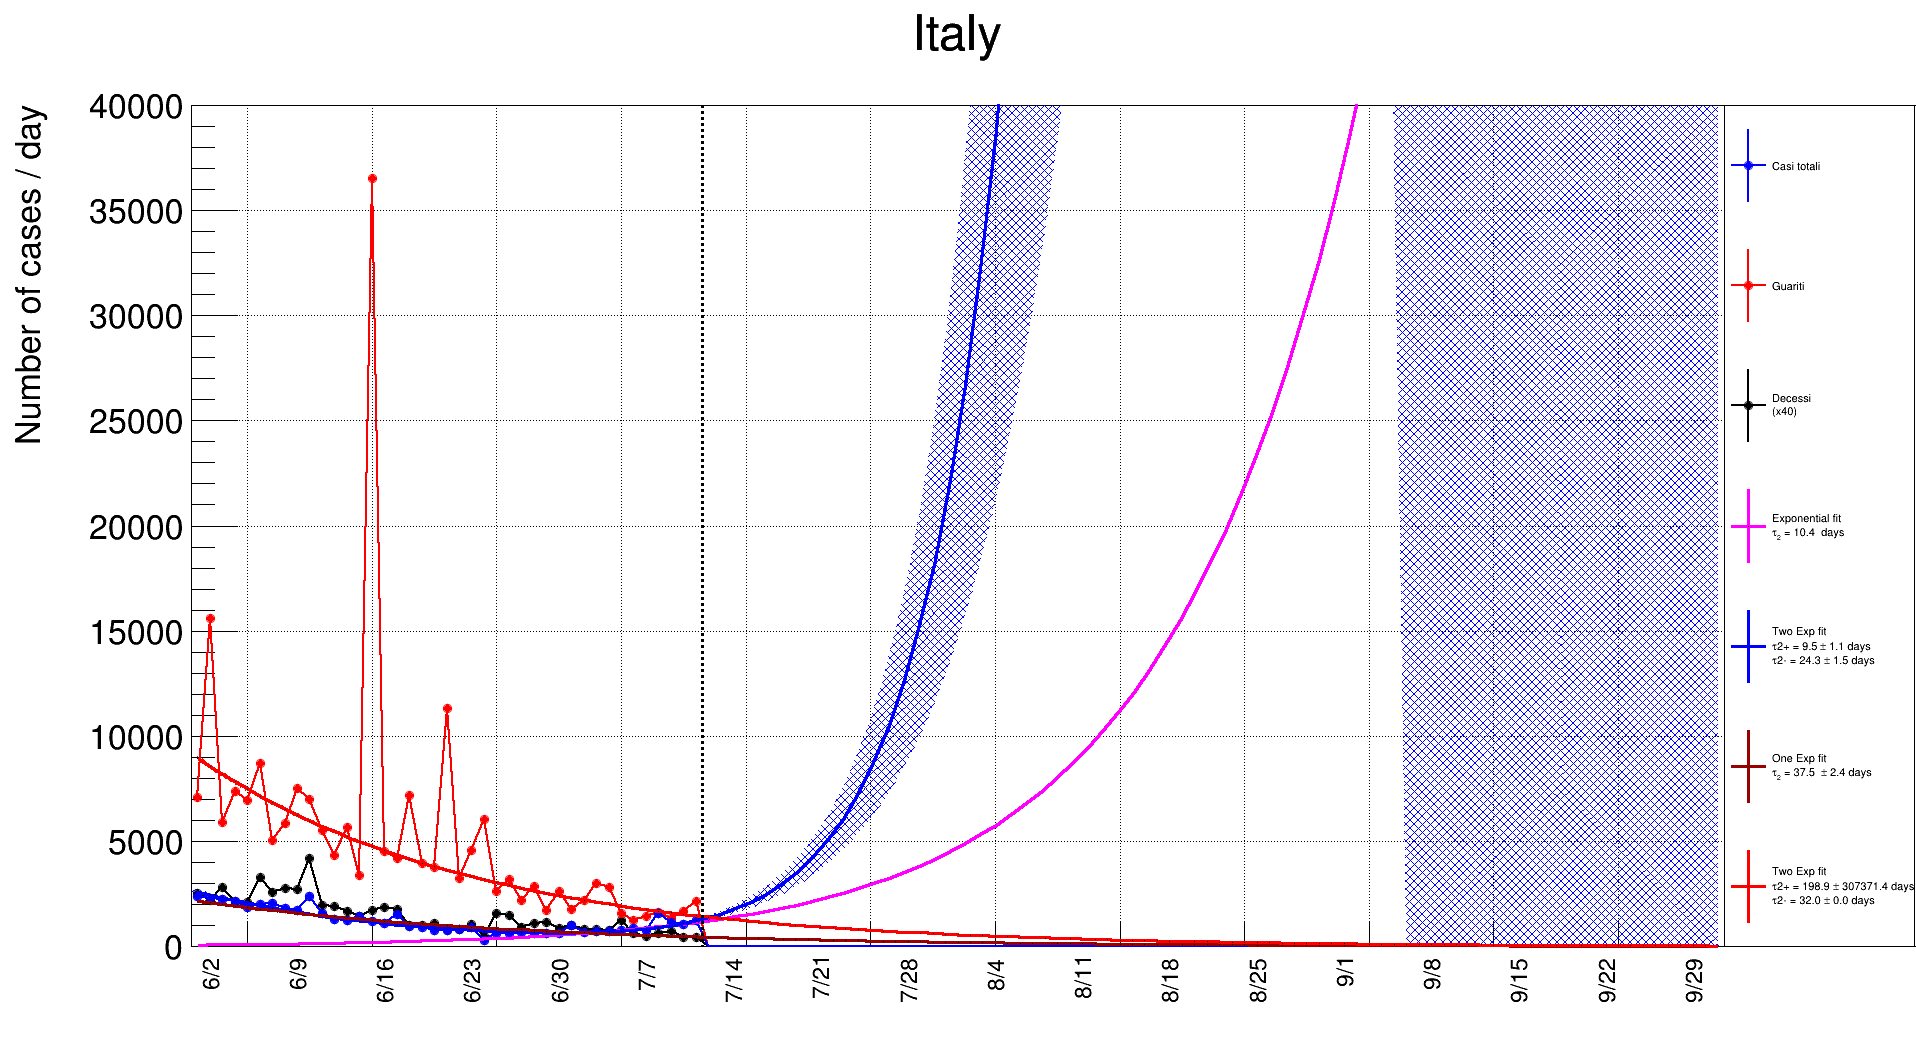 Italy
Number of cases / day
40000
35000
30000
25000
20000
15000
10000
5000
0
6/2
6/9
6/16
6/23
6/30
7/7
7/14
7/21
7/28
8/4
8/11
8/18
8/25
9/1
9/8
9/15
9/22
9/29
Casi totali
Guariti
Decessi
(x40)
Exponential fit
τ₂ = 10.4 days
Two Exp fit
τ2+ = 9.5 ± 1.1 days
τ2- = 24.3 ± 1.5 days
One Exp fit
τ₂ = 37.5 ± 2.4 days
Two Exp fit
τ2+ = 198.9 ± 307371.4 days
τ2- = 32.0 ± 0.0 days